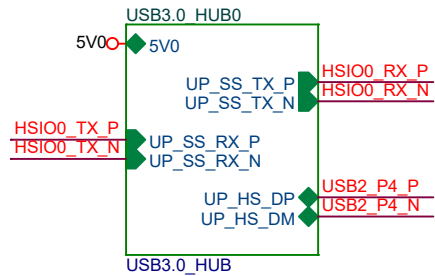 USB3.0_HUB0
5V0
5V0
UP_SS_TX_P
HSIO0_RX_P
UP_SS_TX_N
HSIO0_RX_N
HSIO0_TX_P
UP_SS_RX_P
HSIO0_TX_N
UP_SS_RX_N
UP_HS_DP
USB2_P4_P
UP_HS_DM
USB2_P4_N
USB3.0_HUB